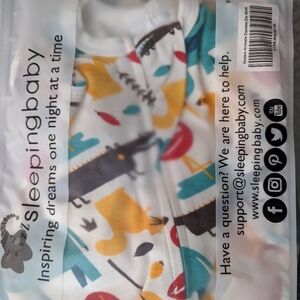 Sleepingbaby
Inspiring dreams one night at a time
Have a question? We are here to help.
support@sleepingbaby.com
www.sleepingbaby.com
You